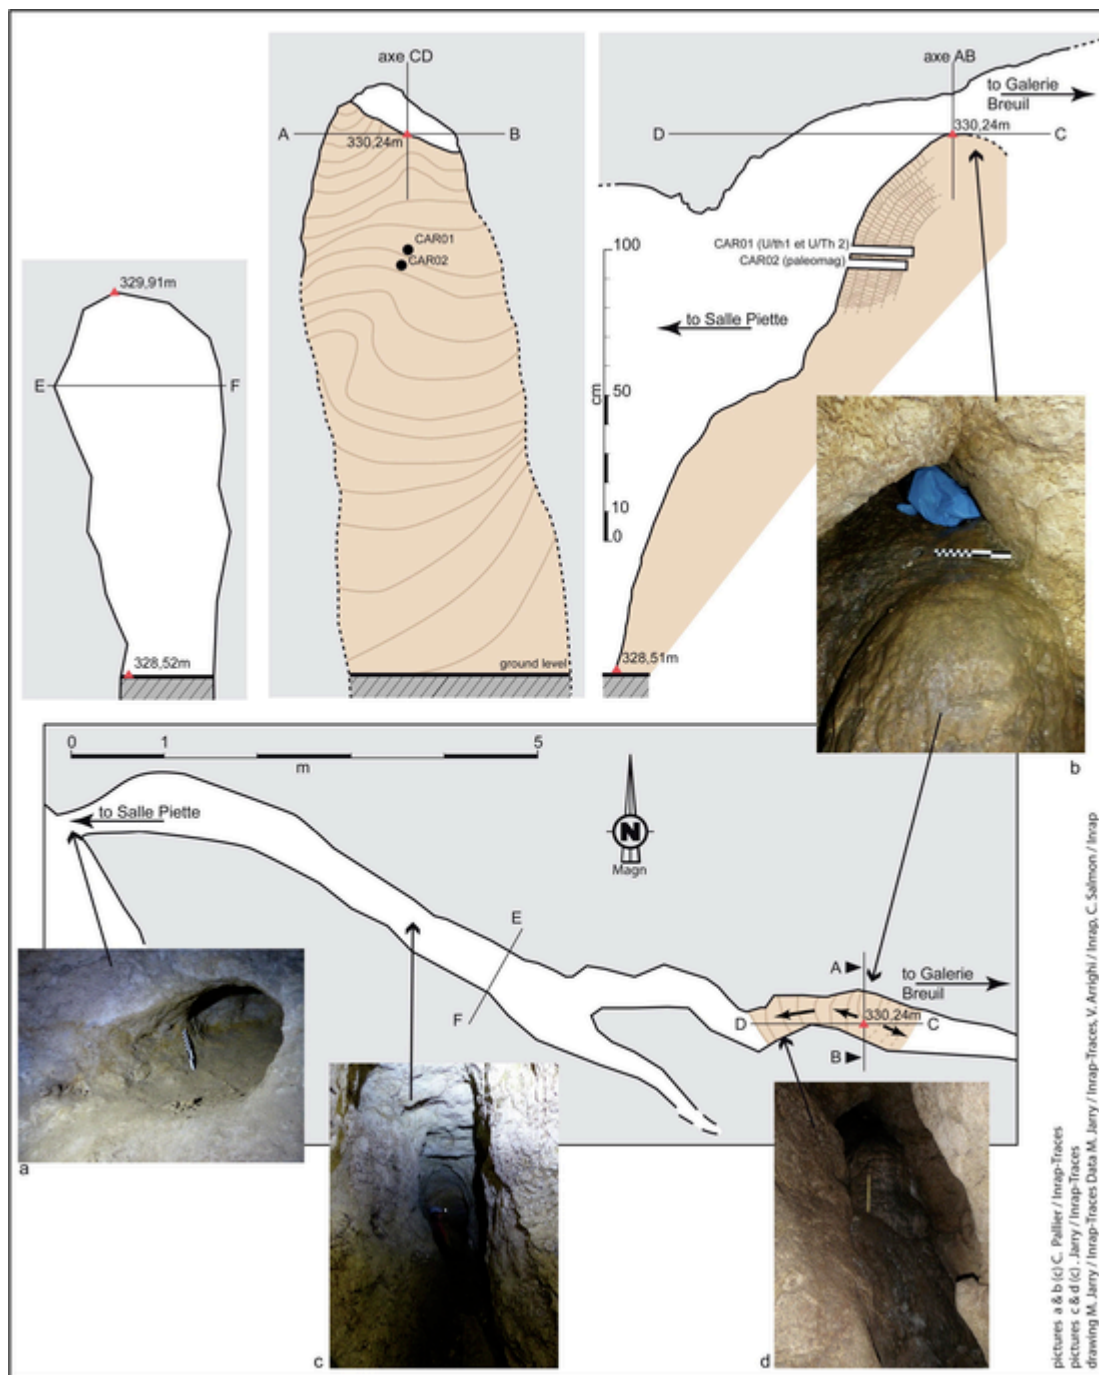 axe CD
A
B
330,24m
CAR01
CAR02
ground level
axe AB
to Galerie
Breuil
330,24m
D
C
100
CAR01 (U/th1 et U/Th 2)
CAR02 (paleomag)
to Salle Piette
50
cm
10
0
328,51m
329,91m
E
F
328,52m
b
0
1
5
m
to Salle Piette
N
Magn
E
F
A
to Galerie
Breuil
D
330,24m
C
B
a
c
d
pictures a & b (c) C. Pallier / Inrap-Traces
pictures c & d (c) . Jarry / Inrap-Traces
drawing M. Jarry / Inrap-Traces Data M. Jarry / Inrap-Traces, V. Arrighi / Inrap, C. Salmon / Inrap